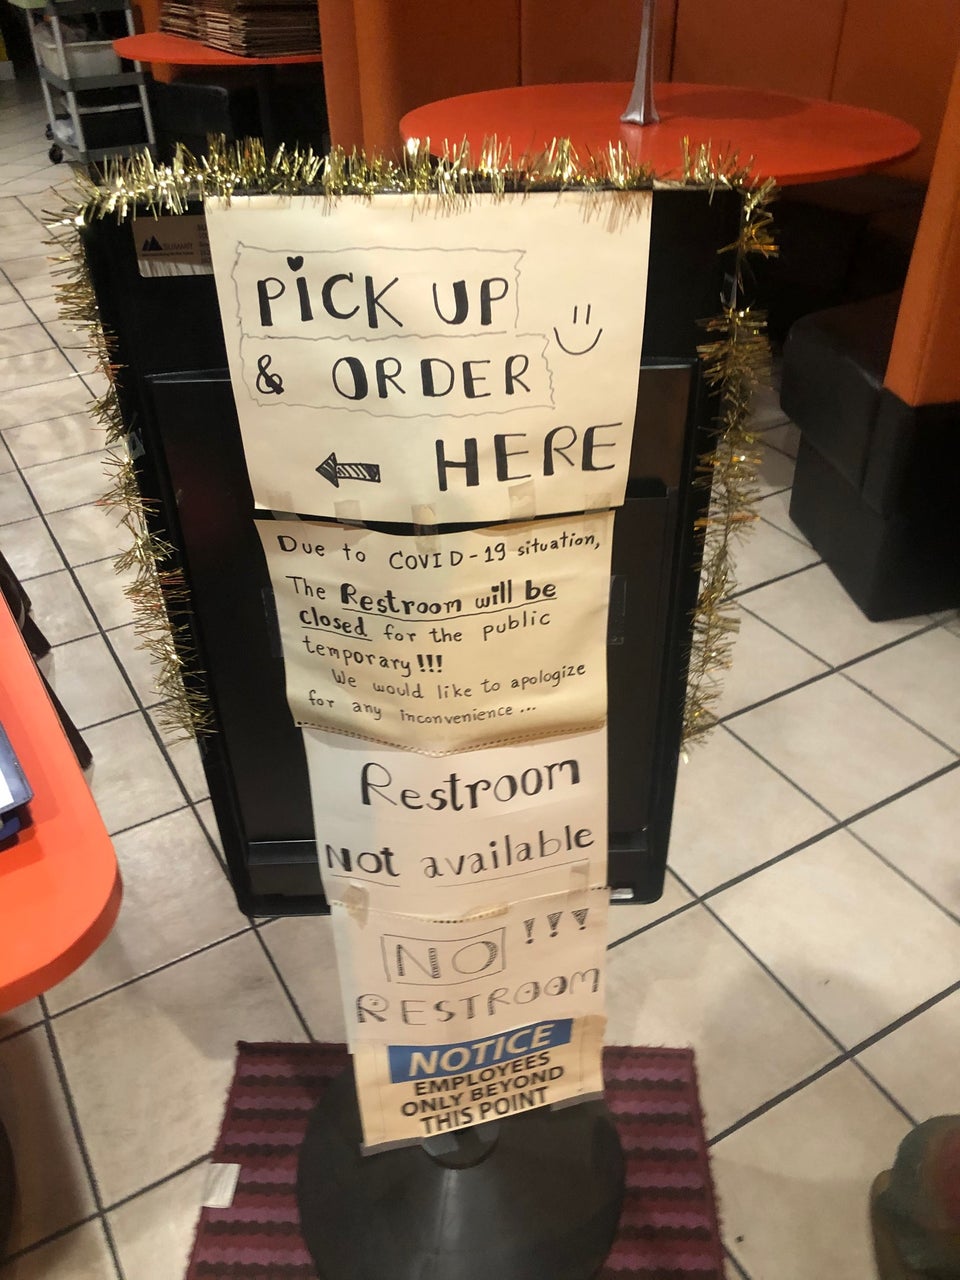 SUMMIT
PiCK UP
& ORDER
HERE
Due to COVID-19 situation,
The Restroom will be
closed for the public
temporary!!!
We would like to apologize
for any inconvenience...
Restroom
Not available
NO!!!
RESTROOM
NOTICE
EMPLOYEES
ONLY BEYOND
THIS POINT